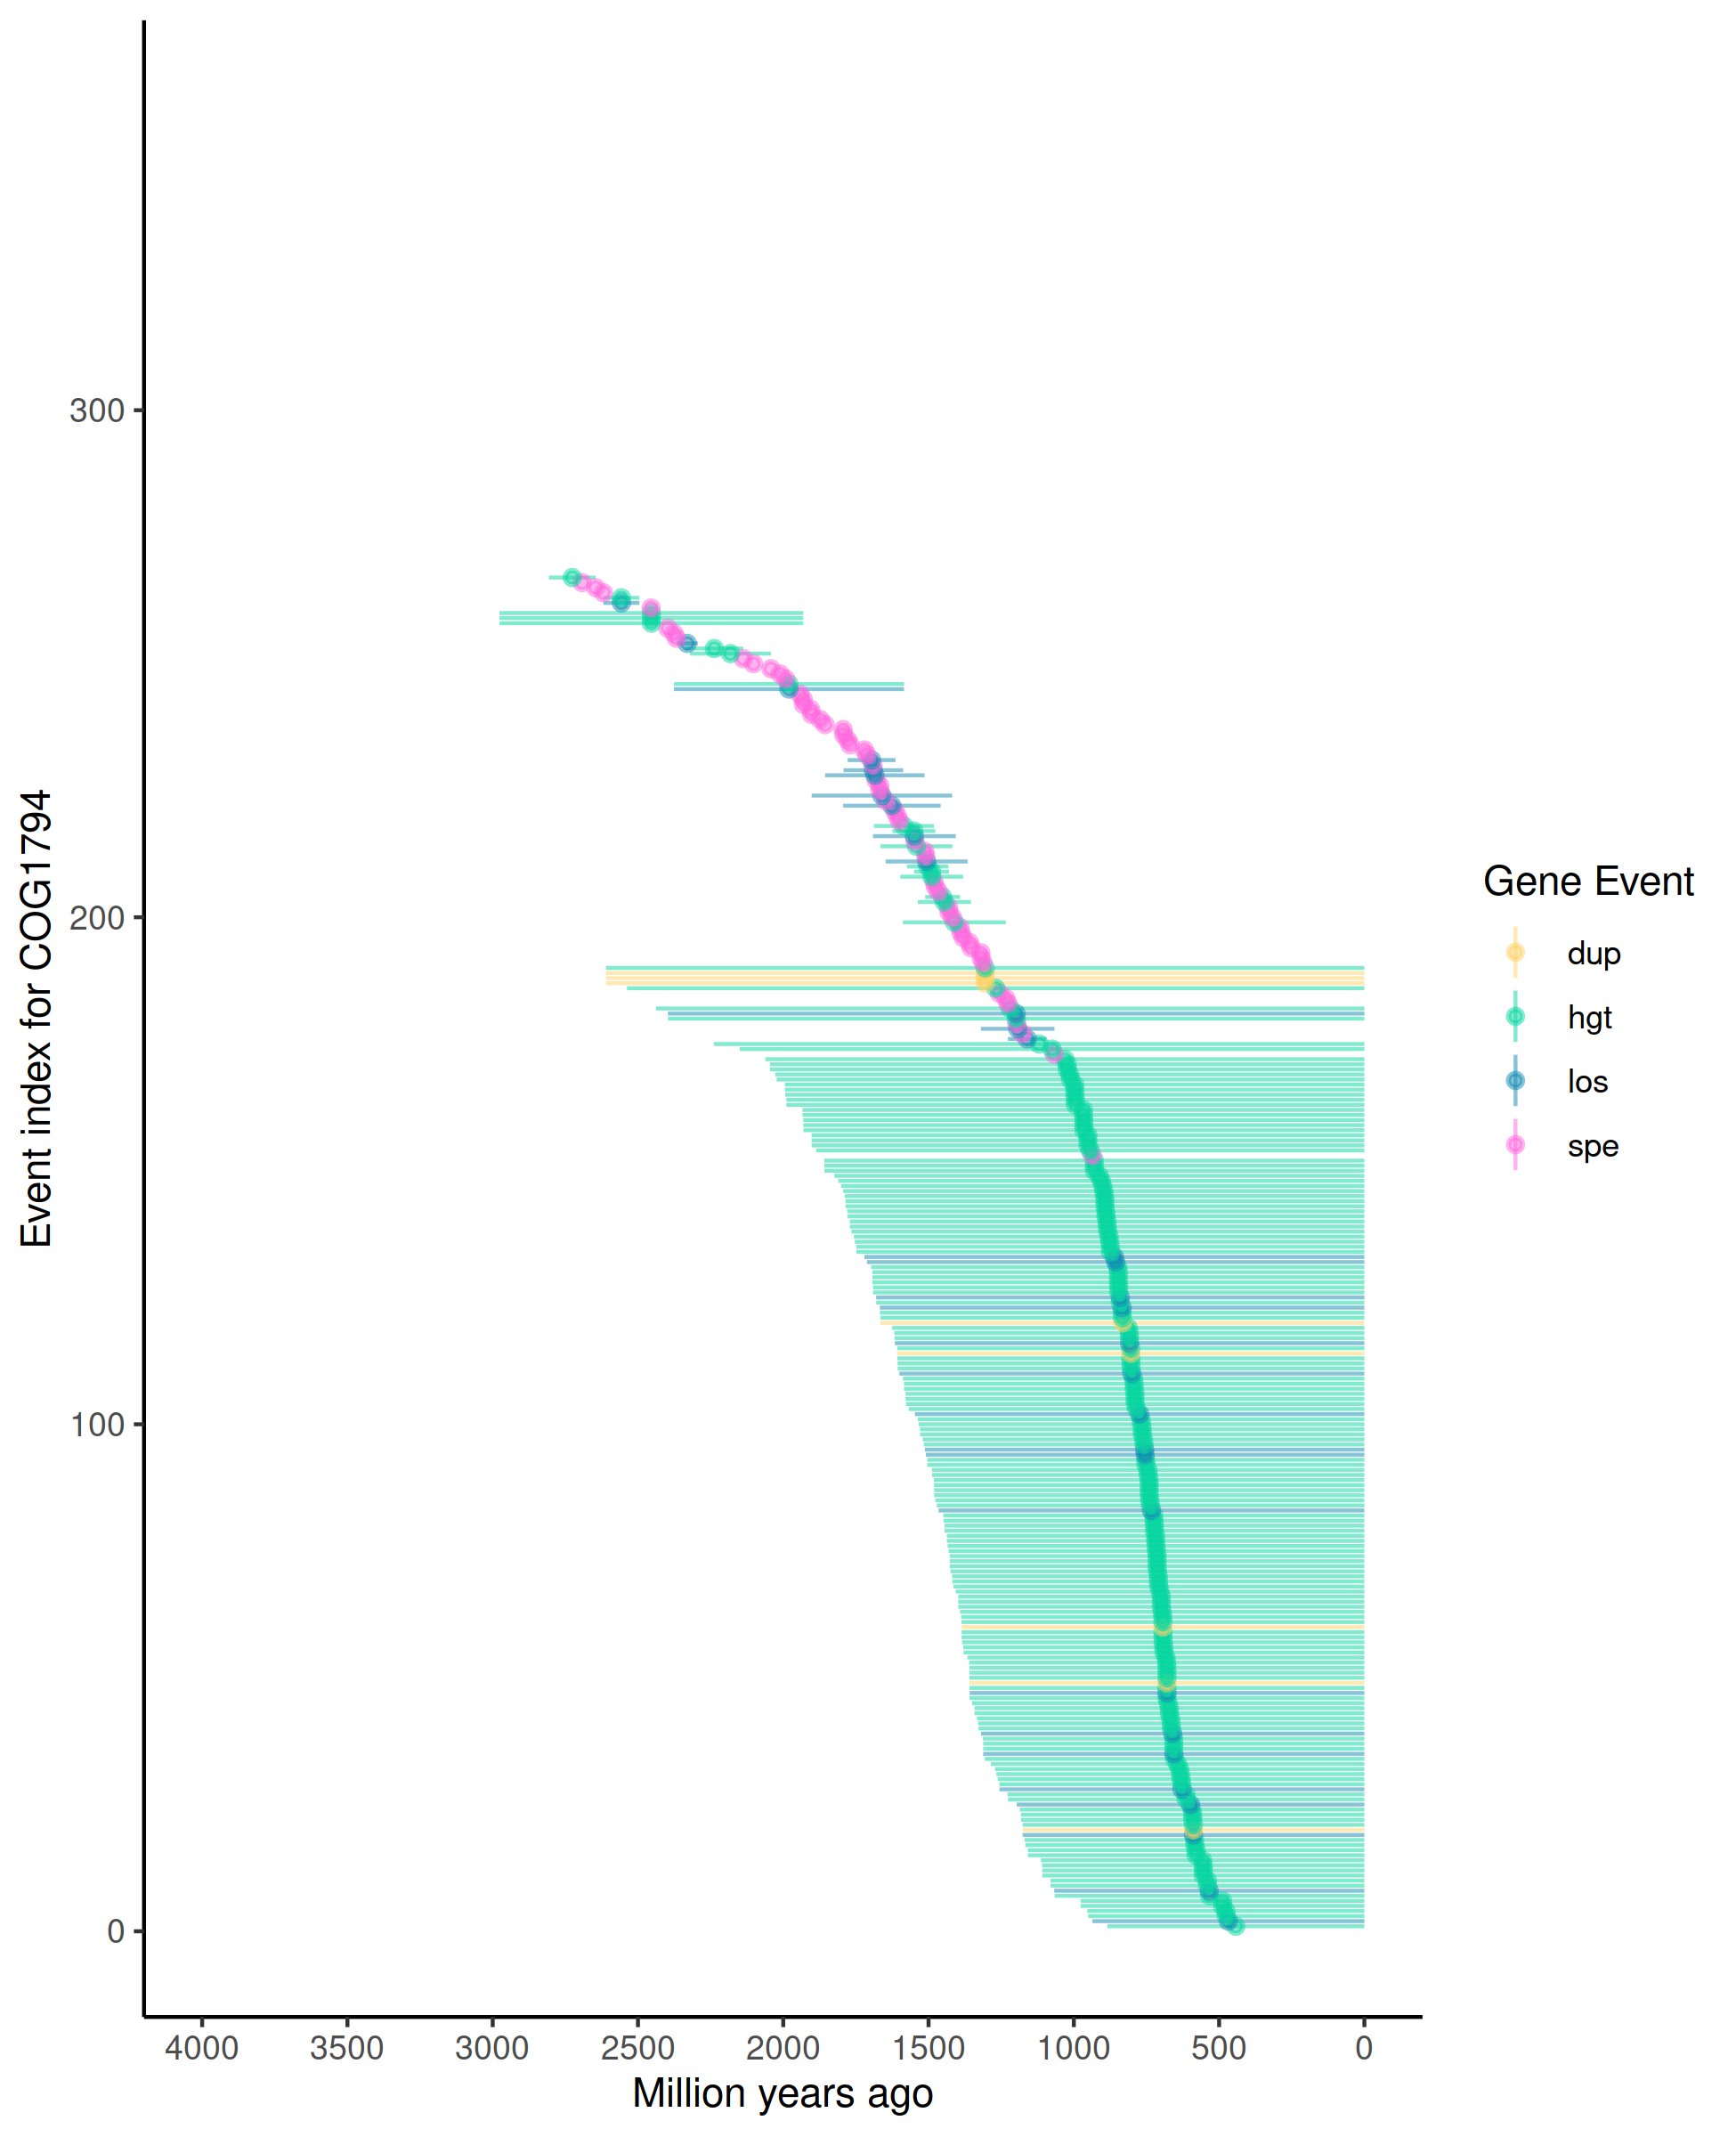 Event index for COG1794
300
200
100
0
4000 3500 3000 2500 2000 1500 1000 500 0
Million years ago
Gene Event
dup
hgt
los
spe